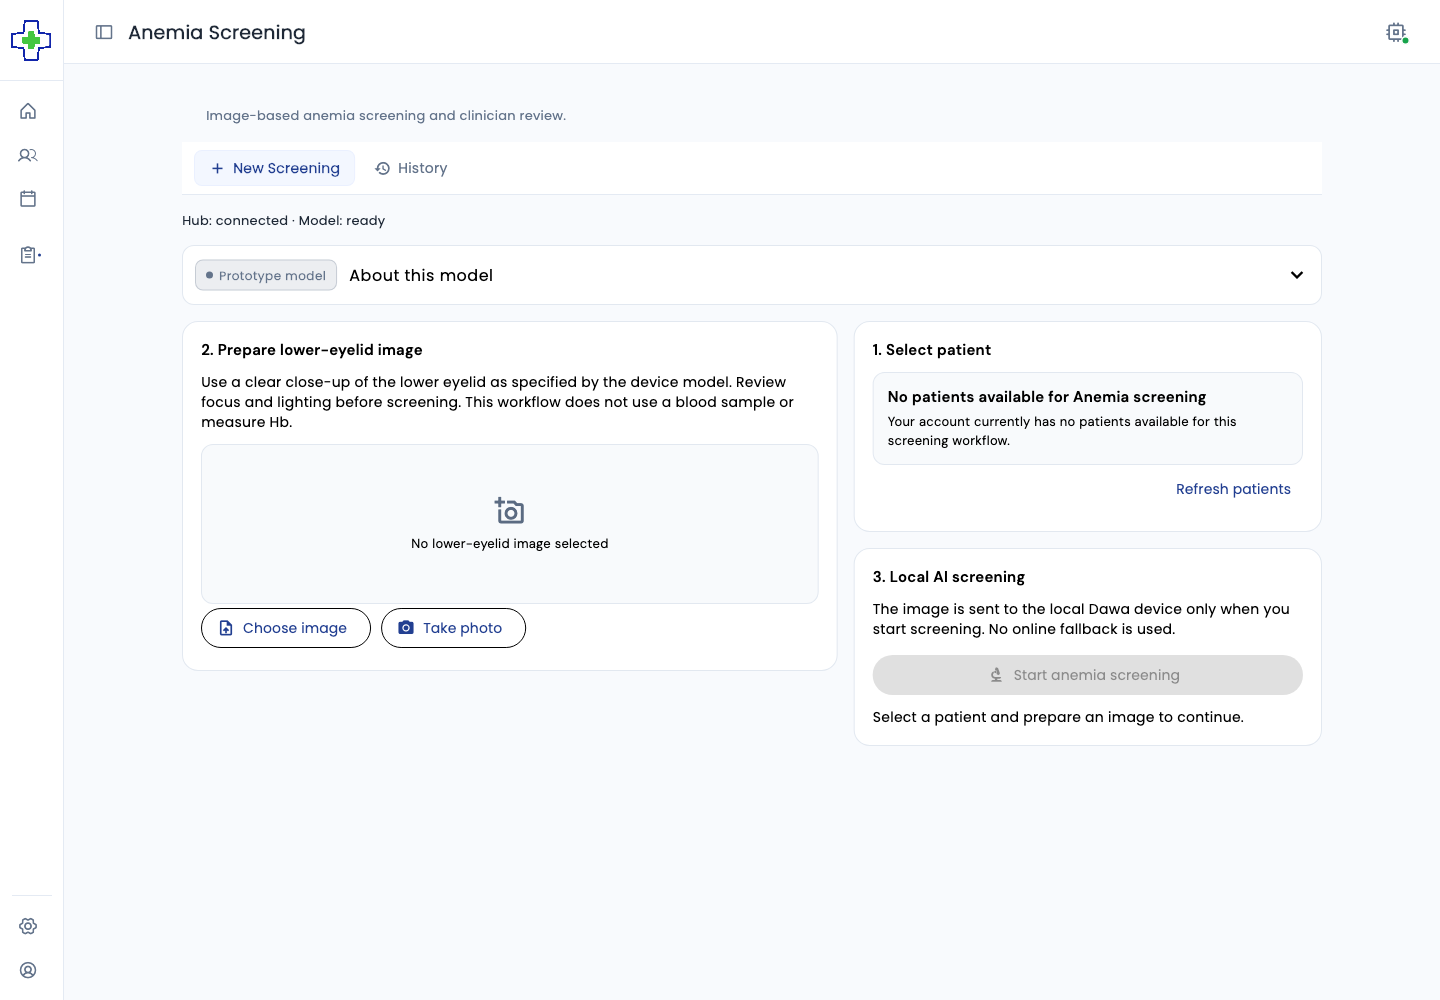 Anemia Screening
Image-based anemia screening and clinician review.
New Screening
History
Hub: connected · Model: ready
Prototype model
About this model
2. Prepare lower-eyelid image
Use a clear close-up of the lower eyelid as specified by the device model. Review
focus and lighting before screening. This workflow does not use a blood sample or
measure Hb.
No lower-eyelid image selected
Choose image
Take photo
1. Select patient
No patients available for Anemia screening
Your account currently has no patients available for this
screening workflow.
Refresh patients
3. Local AI screening
The image is sent to the local Dawa device only when you
start screening. No online fallback is used.
Start anemia screening
Select a patient and prepare an image to continue.